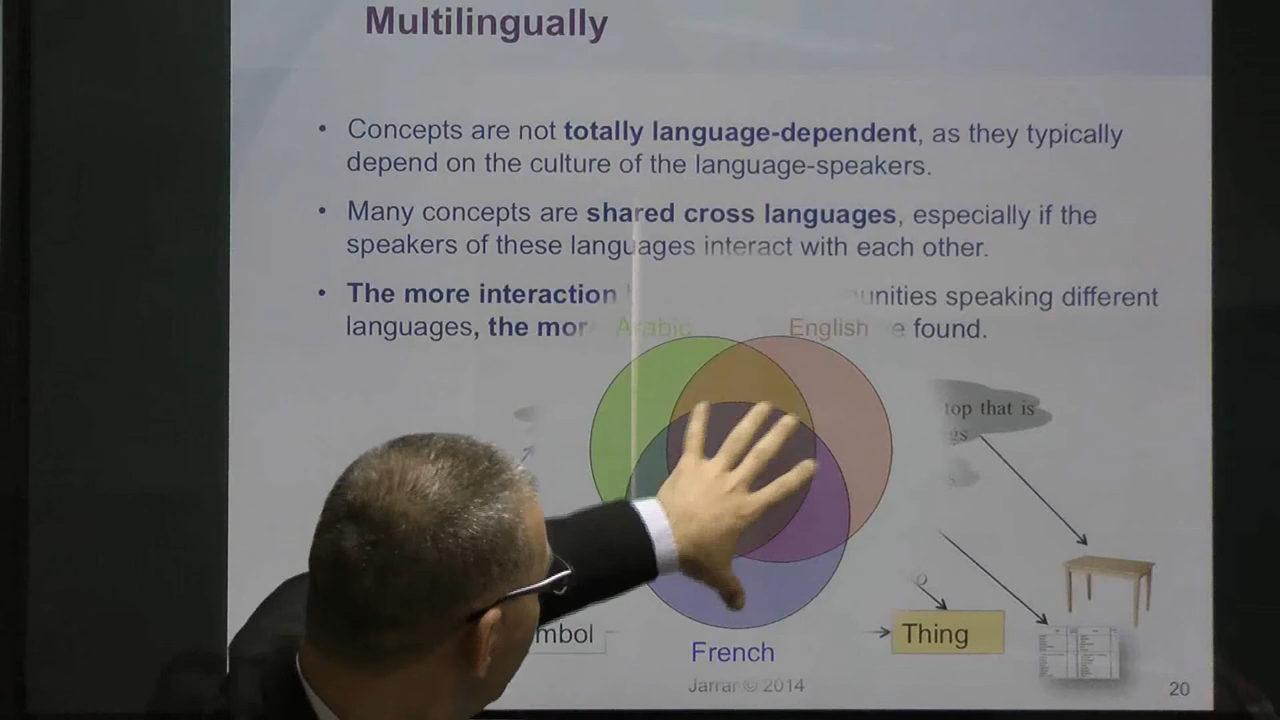 Multilingually
• Concepts are not totally language-dependent, as they typically
depend on the culture of the language-speakers.
• Many concepts are shared cross languages, especially if the
speakers of these languages interact with each other.
• The more interaction unities speaking different
languages, the mor e found.
Arabic English
top that is
gs
mbol
Thing
French
Jarrar © 2014
20